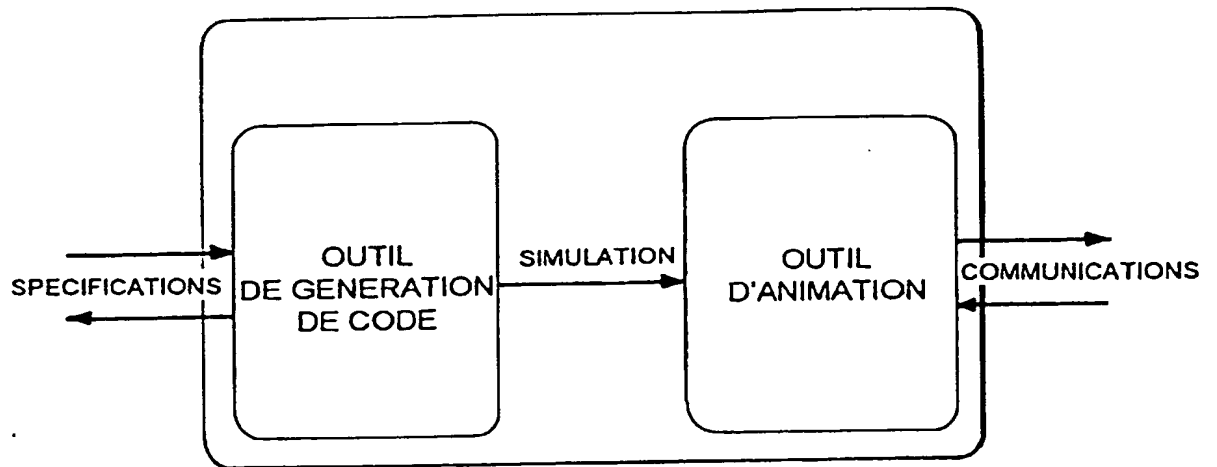 SPECIFICATIONS
OUTIL
DE GENERATION
DE CODE
SIMULATION
OUTIL
D'ANIMATION
COMMUNICATIONS